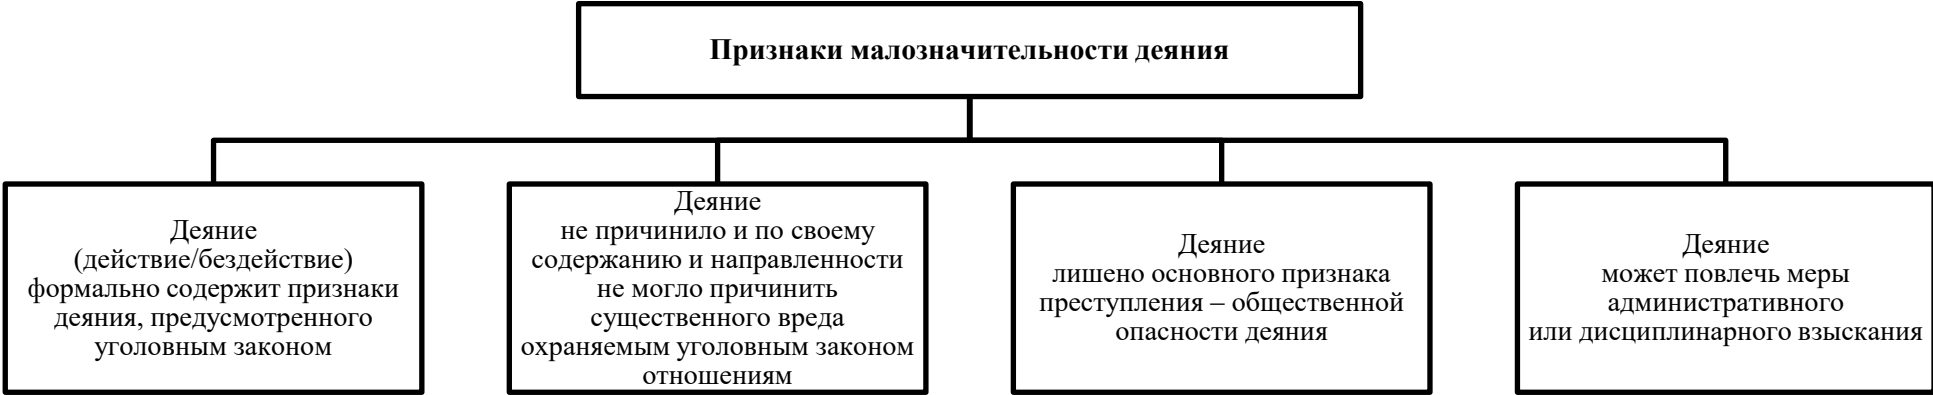 Признаки малозначительности деяния
Деяние
(действие/бездействие)
формально содержит признаки
деяния, предусмотренного
уголовным законом
Деяние
не причинило и по своему
содержанию и направленности
не могло причинить
существенного вреда
охраняемым уголовным законом
отношениям
Деяние
лишено основного признака
преступления – общественной
опасности деяния
Деяние
может повлечь меры
административного
или дисциплинарного взыскания